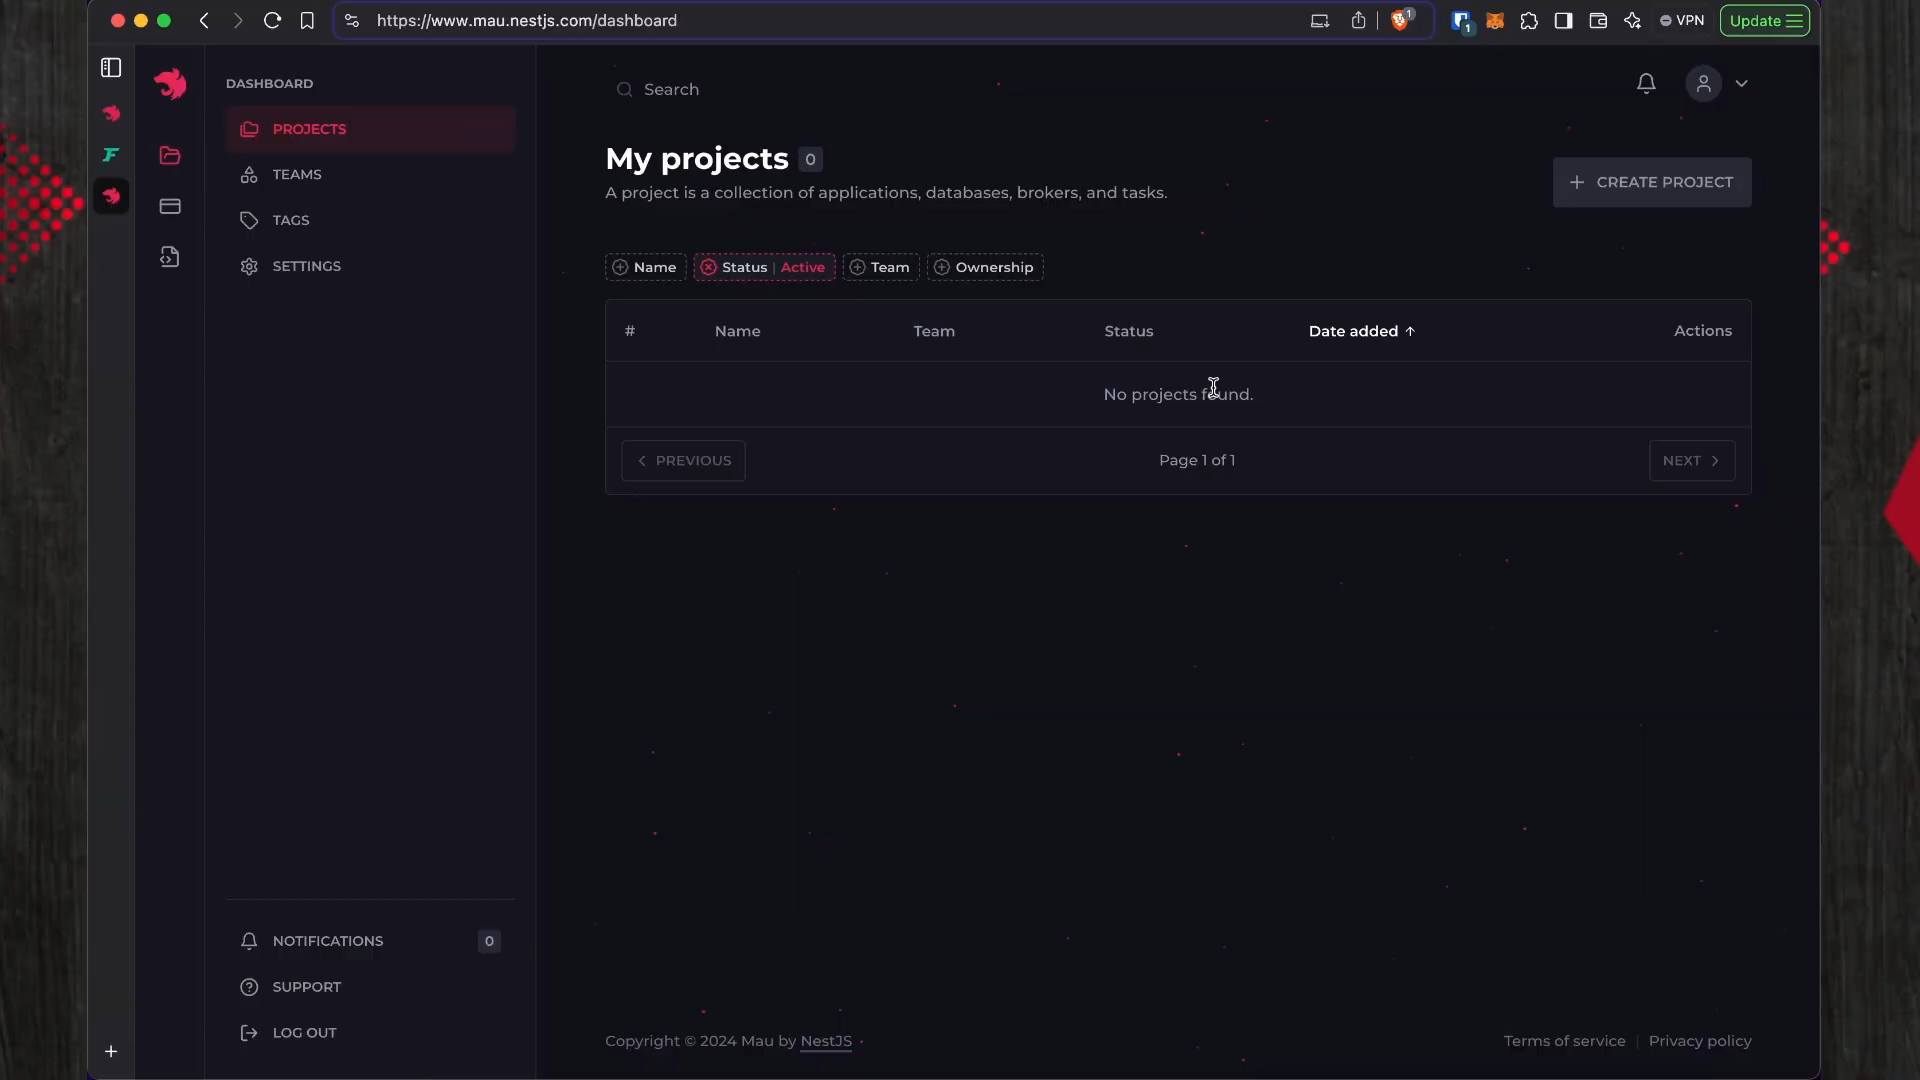 https://www.mau.nestjs.com/dashboard
1
1
VPN
Update
DASHBOARD
PROJECTS
TEAMS
TAGS
SETTINGS
Search
My projects 0
A project is a collection of applications, databases, brokers, and tasks.
CREATE PROJECT
Name
Status | Active
Team
Ownership
# Name Team Status Date added ↑ Actions
No projects found.
PREVIOUS
Page 1 of 1
NEXT
NOTIFICATIONS 0
SUPPORT
LOG OUT
Copyright © 2024 Mau by NestJS
Terms of service | Privacy policy